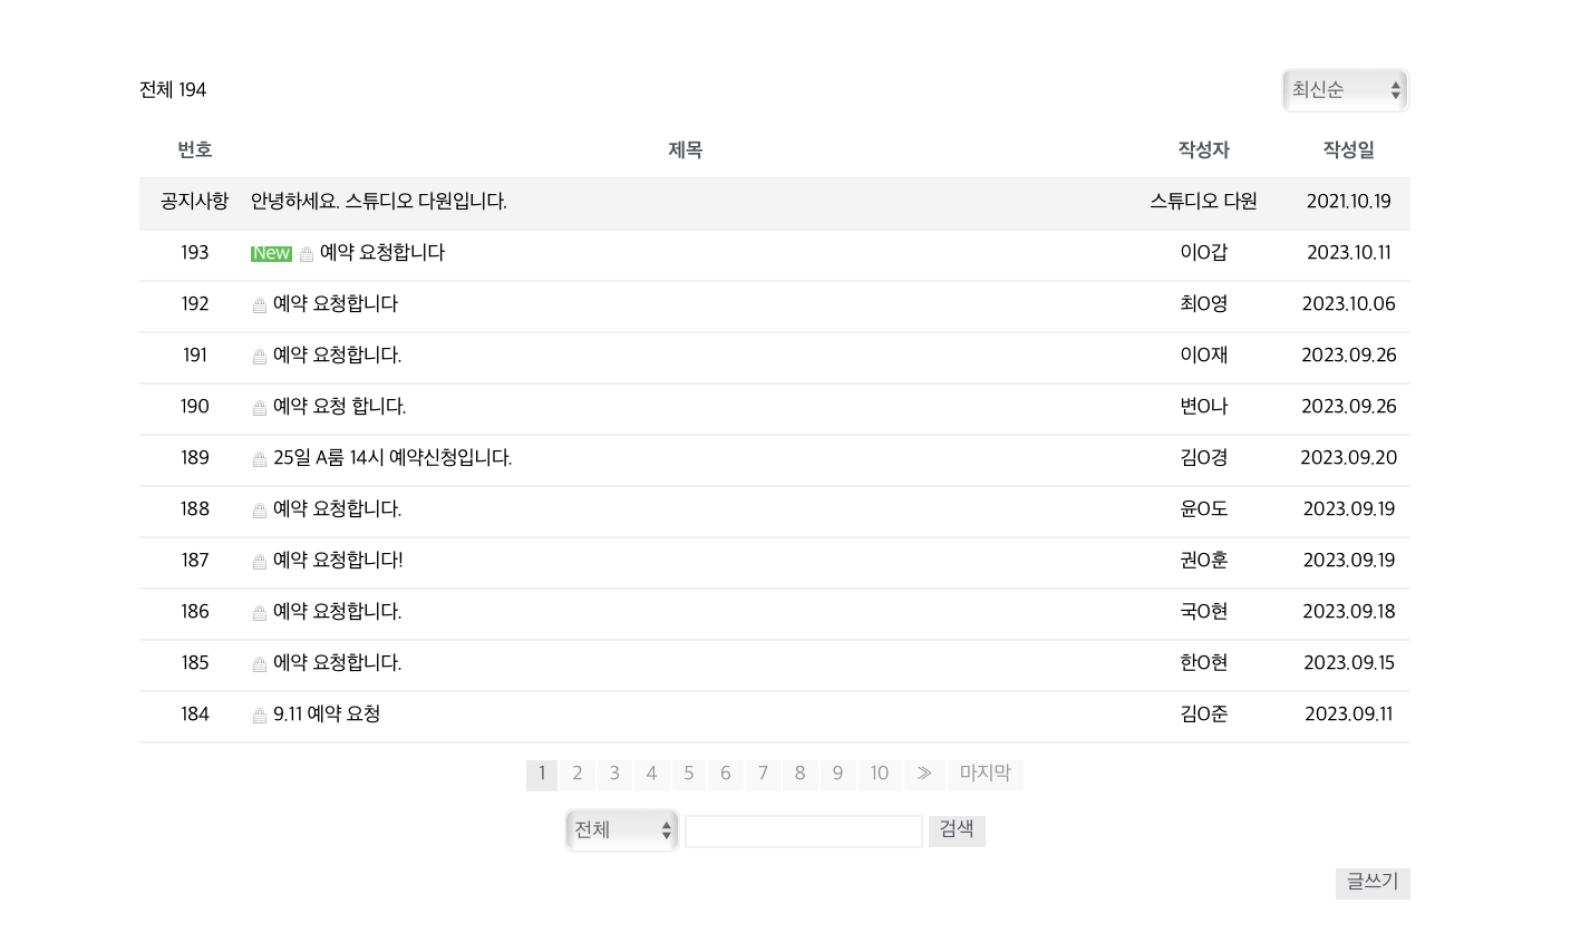 전체 194 최신순
번호 제목 작성자 작성일
공지사항 안녕하세요. 스튜디오 다원입니다. 스튜디오 다원 2021.10.19
193 New 예약 요청합니다 이O갑 2023.10.11
192 예약 요청합니다 최O영 2023.10.06
191 예약 요청합니다. 이O재 2023.09.26
190 예약 요청 합니다. 변O나 2023.09.26
189 25일 A룸 14시 예약신청입니다. 김O경 2023.09.20
188 예약 요청합니다. 윤O도 2023.09.19
187 예약 요청합니다! 권O훈 2023.09.19
186 예약 요청합니다. 국O현 2023.09.18
185 에약 요청합니다. 한O현 2023.09.15
184 9.11 예약 요청 김O준 2023.09.11
1 2 3 4 5 6 7 8 9 10 » 마지막
전체 검색
글쓰기